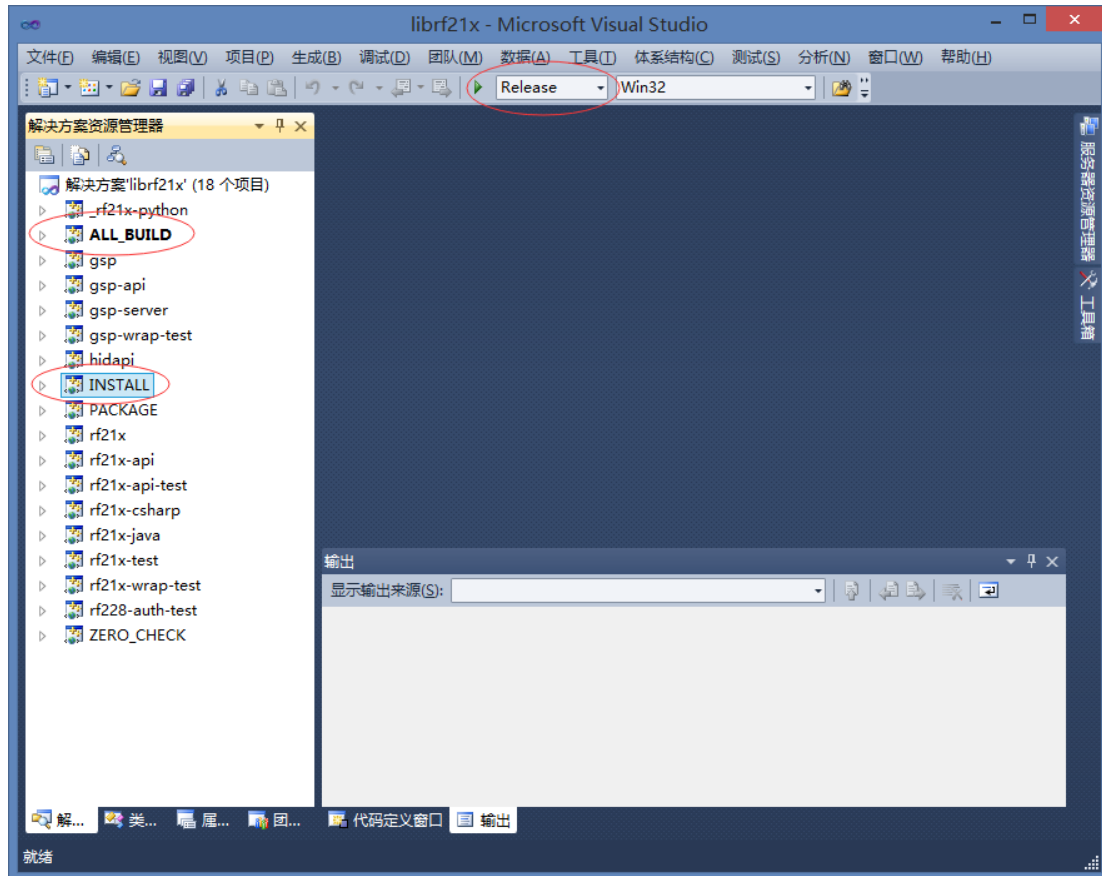 librf21x - Microsoft Visual Studio
文件(F) 编辑(E) 视图(V) 项目(P) 生成(B) 调试(D) 团队(M) 数据(A) 工具(T) 体系结构(C) 测试(S) 分析(N) 窗口(W) 帮助(H)
Release Win32
解决方案资源管理器
解决方案'librf21x' (18 个项目)
_rf21x-python
ALL_BUILD
gsp
gsp-api
gsp-server
gsp-wrap-test
hidapi
INSTALL
PACKAGE
rf21x
rf21x-api
rf21x-api-test
rf21x-csharp
rf21x-java
rf21x-test
rf21x-wrap-test
rf228-auth-test
ZERO_CHECK
服务器资源管理器
工具箱
输出
显示输出来源(S):
解... 类... 属... 团... 代码定义窗口 输出
就绪